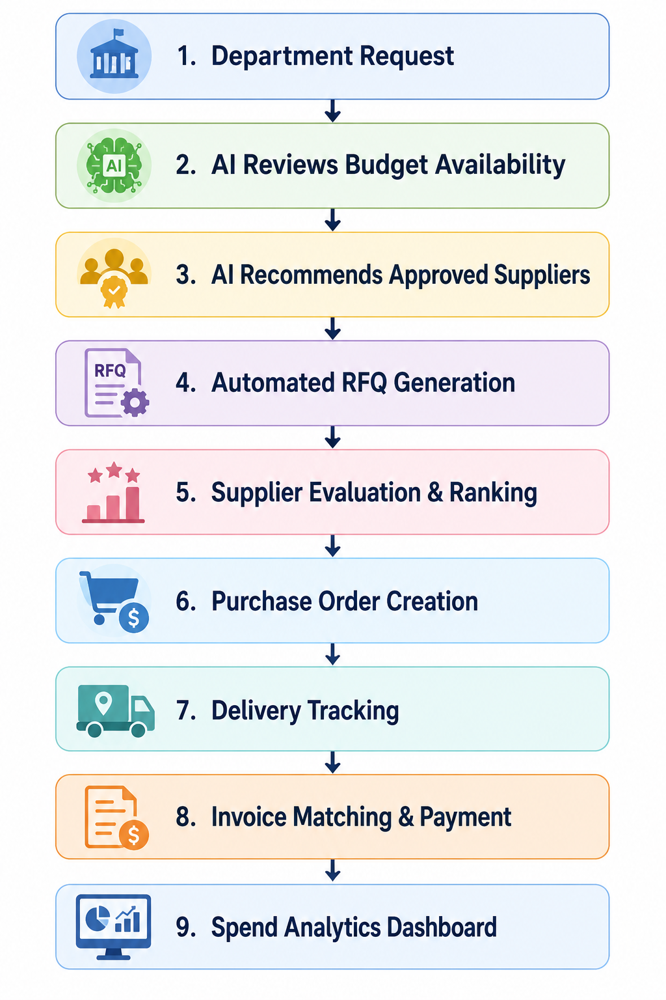 1. Department Request
AI
2. AI Reviews Budget Availability
3. AI Recommends Approved Suppliers
RFQ
4. Automated RFQ Generation
5. Supplier Evaluation & Ranking
$
6. Purchase Order Creation
7. Delivery Tracking
$
8. Invoice Matching & Payment
9. Spend Analytics Dashboard